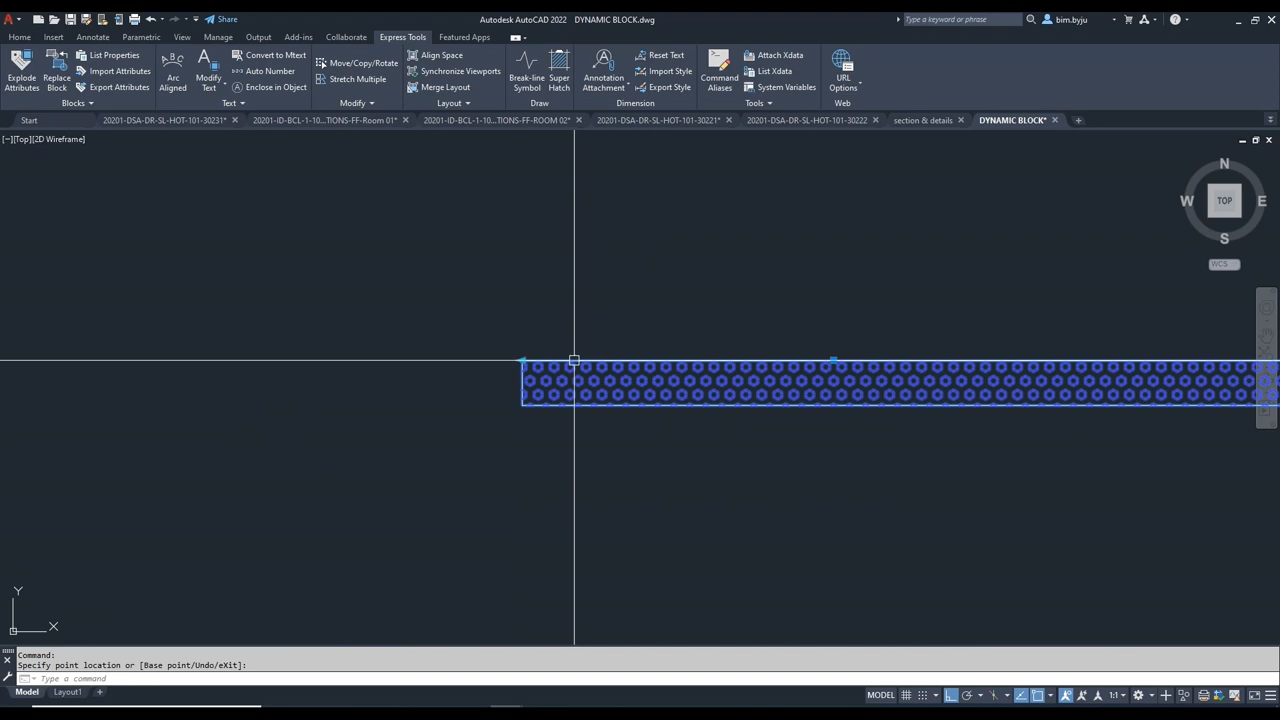 Share
Autodesk AutoCAD 2022 DYNAMIC BLOCK.dwg
Type a keyword or phrase
bim.byju
Home Insert Annotate Parametric View Manage Output Add-ins Collaborate Express Tools Featured Apps
Explode Attributes
Replace Block
List Properties
Import Attributes
Export Attributes
Blocks
Arc Aligned
Modify Text
Convert to Mtext
Auto Number
Enclose in Object
Text
Move/Copy/Rotate
Stretch Multiple
Modify
Align Space
Synchronize Viewports
Merge Layout
Layout
Break-line Symbol
Super Hatch
Draw
Annotation Attachment
Reset Text
Import Style
Export Style
Dimension
Command Aliases
Attach Xdata
List Xdata
System Variables
Tools
URL Options
Web
Start 20201-DSA-DR-SL-HOT-101-30231* 20201-ID-BCL-1-10...TIONS-FF-Room 01* 20201-ID-BCL-1-10...TIONS-FF-ROOM 02* 20201-DSA-DR-SL-HOT-101-30221* 20201-DSA-DR-SL-HOT-101-30222 section & details DYNAMIC BLOCK*
[−][Top][2D Wireframe]
N
W TOP E
S
WCS
Y
X
Command:
Specify point location or [Base point/Undo/eXit]:
Type a command
Model Layout1
MODEL 1:1